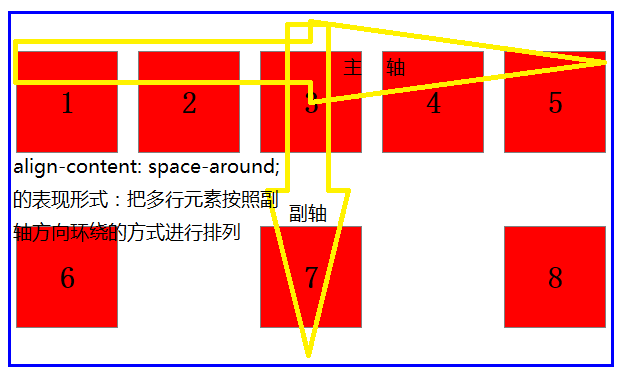 主 轴
1 2 3 4 5
align-content: space-around;
的表现形式：把多行元素按照副
副轴
轴方向环绕的方式进行排列
6 7 8